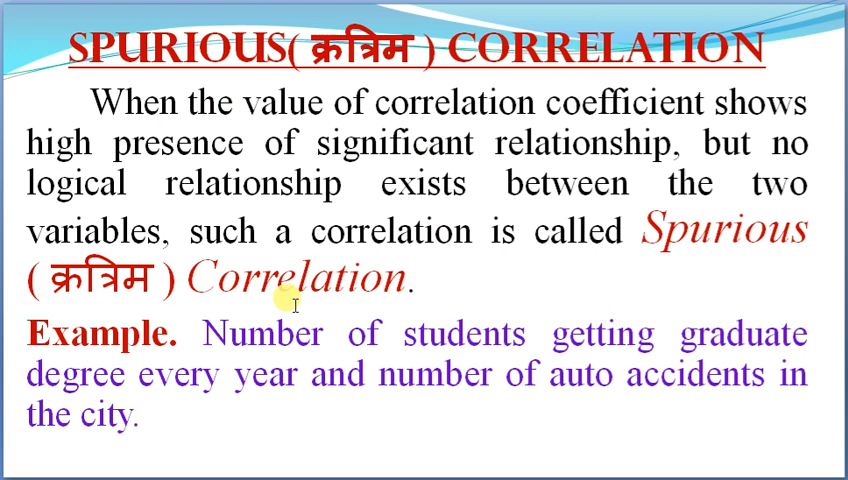 SPURIOUS( क्रत्रिम ) CORRELATION
When the value of correlation coefficient shows
high presence of significant relationship, but no
logical relationship exists between the two
variables, such a correlation is called Spurious
( क्रत्रिम ) Correlation.
Example. Number of students getting graduate
degree every year and number of auto accidents in
the city.